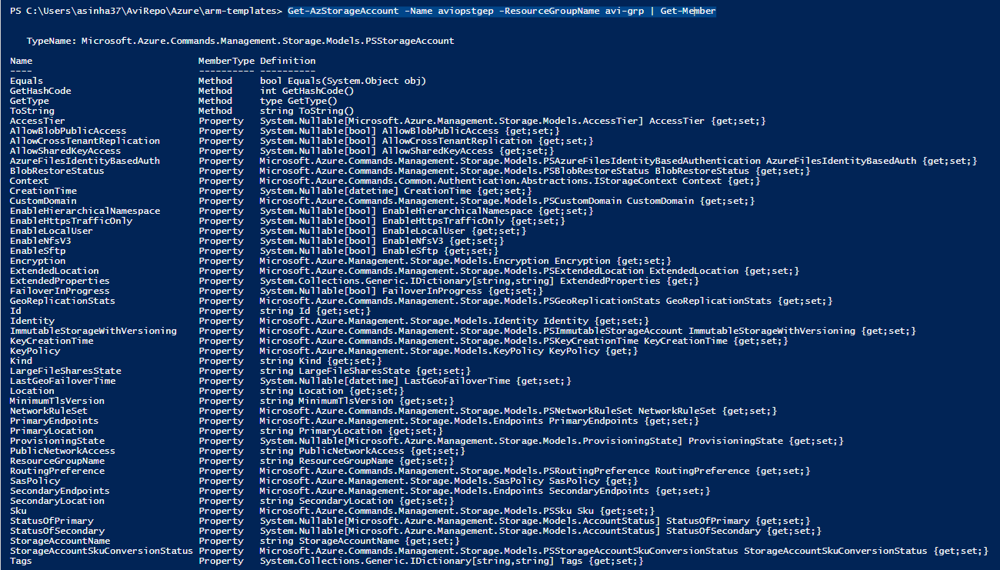 PS C:\Users\asinha37\AviRepo\Azure\arm-templates> Get-AzStorageAccount -Name aviopstgep -ResourceGroupName avi-grp | Get-Member
TypeName: Microsoft.Azure.Commands.Management.Storage.Models.PSStorageAccount
Name MemberType Definition
---- ---------- ----------
Equals Method bool Equals(System.Object obj)
GetHashCode Method int GetHashCode()
GetType Method type GetType()
ToString Method string ToString()
AccessTier Property System.Nullable[Microsoft.Azure.Management.Storage.Models.AccessTier] AccessTier {get;set;}
AllowBlobPublicAccess Property System.Nullable[bool] AllowBlobPublicAccess {get;set;}
AllowCrossTenantReplication Property System.Nullable[bool] AllowCrossTenantReplication {get;set;}
AllowSharedKeyAccess Property System.Nullable[bool] AllowSharedKeyAccess {get;set;}
AzureFilesIdentityBasedAuth Property Microsoft.Azure.Commands.Management.Storage.Models.PSAzureFilesIdentityBasedAuthentication AzureFilesIdentityBasedAuth {get;set;}
BlobRestoreStatus Property Microsoft.Azure.Commands.Management.Storage.Models.PSBlobRestoreStatus BlobRestoreStatus {get;set;}
Context Property Microsoft.Azure.Commands.Common.Authentication.Abstractions.IStorageContext Context {get;}
CreationTime Property System.Nullable[datetime] CreationTime {get;set;}
CustomDomain Property Microsoft.Azure.Commands.Management.Storage.Models.PSCustomDomain CustomDomain {get;set;}
EnableHierarchicalNamespace Property System.Nullable[bool] EnableHierarchicalNamespace {get;set;}
EnableHttpsTrafficOnly Property System.Nullable[bool] EnableHttpsTrafficOnly {get;set;}
EnableLocalUser Property System.Nullable[bool] EnableLocalUser {get;set;}
EnableNfsV3 Property System.Nullable[bool] EnableNfsV3 {get;set;}
EnableSftp Property System.Nullable[bool] EnableSftp {get;set;}
Encryption Property Microsoft.Azure.Management.Storage.Models.Encryption Encryption {get;set;}
ExtendedLocation Property Microsoft.Azure.Commands.Management.Storage.Models.PSExtendedLocation ExtendedLocation {get;set;}
ExtendedProperties Property System.Collections.Generic.IDictionary[string,string] ExtendedProperties {get;}
FailoverInProgress Property System.Nullable[bool] FailoverInProgress {get;set;}
GeoReplicationStats Property Microsoft.Azure.Commands.Management.Storage.Models.PSGeoReplicationStats GeoReplicationStats {get;set;}
Id Property string Id {get;set;}
Identity Property Microsoft.Azure.Management.Storage.Models.Identity Identity {get;set;}
ImmutableStorageWithVersioning Property Microsoft.Azure.Commands.Management.Storage.Models.PSImmutableStorageAccount ImmutableStorageWithVersioning {get;set;}
KeyCreationTime Property Microsoft.Azure.Commands.Management.Storage.Models.PSKeyCreationTime KeyCreationTime {get;set;}
KeyPolicy Property Microsoft.Azure.Management.Storage.Models.KeyPolicy KeyPolicy {get;}
Kind Property string Kind {get;set;}
LargeFileSharesState Property string LargeFileSharesState {get;set;}
LastGeoFailoverTime Property System.Nullable[datetime] LastGeoFailoverTime {get;set;}
Location Property string Location {get;set;}
MinimumTlsVersion Property string MinimumTlsVersion {get;set;}
NetworkRuleSet Property Microsoft.Azure.Commands.Management.Storage.Models.PSNetworkRuleSet NetworkRuleSet {get;set;}
PrimaryEndpoints Property Microsoft.Azure.Management.Storage.Models.Endpoints PrimaryEndpoints {get;set;}
PrimaryLocation Property string PrimaryLocation {get;set;}
ProvisioningState Property System.Nullable[Microsoft.Azure.Management.Storage.Models.ProvisioningState] ProvisioningState {get;set;}
PublicNetworkAccess Property string PublicNetworkAccess {get;set;}
ResourceGroupName Property string ResourceGroupName {get;set;}
RoutingPreference Property Microsoft.Azure.Commands.Management.Storage.Models.PSRoutingPreference RoutingPreference {get;set;}
SasPolicy Property Microsoft.Azure.Management.Storage.Models.SasPolicy SasPolicy {get;}
SecondaryEndpoints Property Microsoft.Azure.Management.Storage.Models.Endpoints SecondaryEndpoints {get;set;}
SecondaryLocation Property string SecondaryLocation {get;set;}
Sku Property Microsoft.Azure.Commands.Management.Storage.Models.PSSku Sku {get;set;}
StatusOfPrimary Property System.Nullable[Microsoft.Azure.Management.Storage.Models.AccountStatus] StatusOfPrimary {get;set;}
StatusOfSecondary Property System.Nullable[Microsoft.Azure.Management.Storage.Models.AccountStatus] StatusOfSecondary {get;set;}
StorageAccountName Property string StorageAccountName {get;set;}
StorageAccountSkuConversionStatus Property Microsoft.Azure.Commands.Management.Storage.Models.PSStorageAccountSkuConversionStatus StorageAccountSkuConversionStatus {get;set;}
Tags Property System.Collections.Generic.IDictionary[string,string] Tags {get;set;}